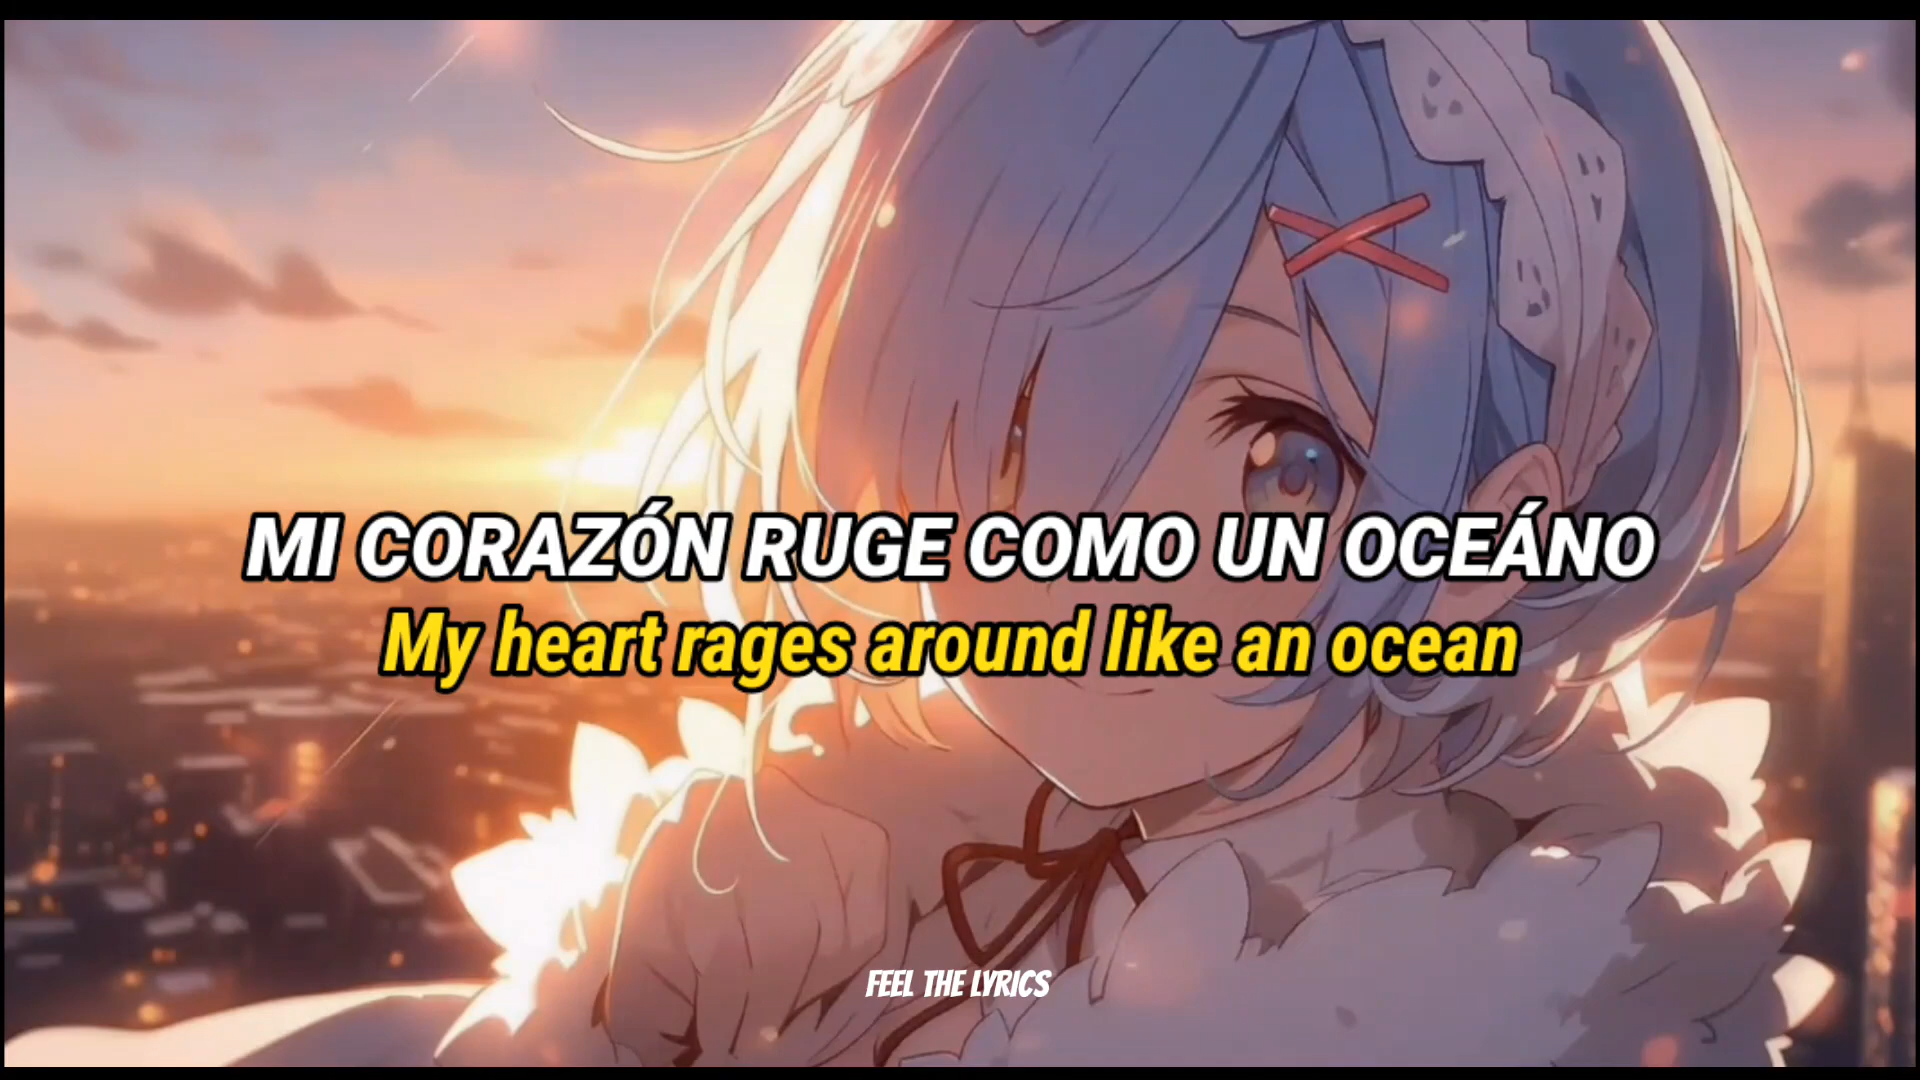 MI CORAZÓN RUGE COMO UN OCEÁNO
My heart rages around like an ocean
FEEL THE LYRICS